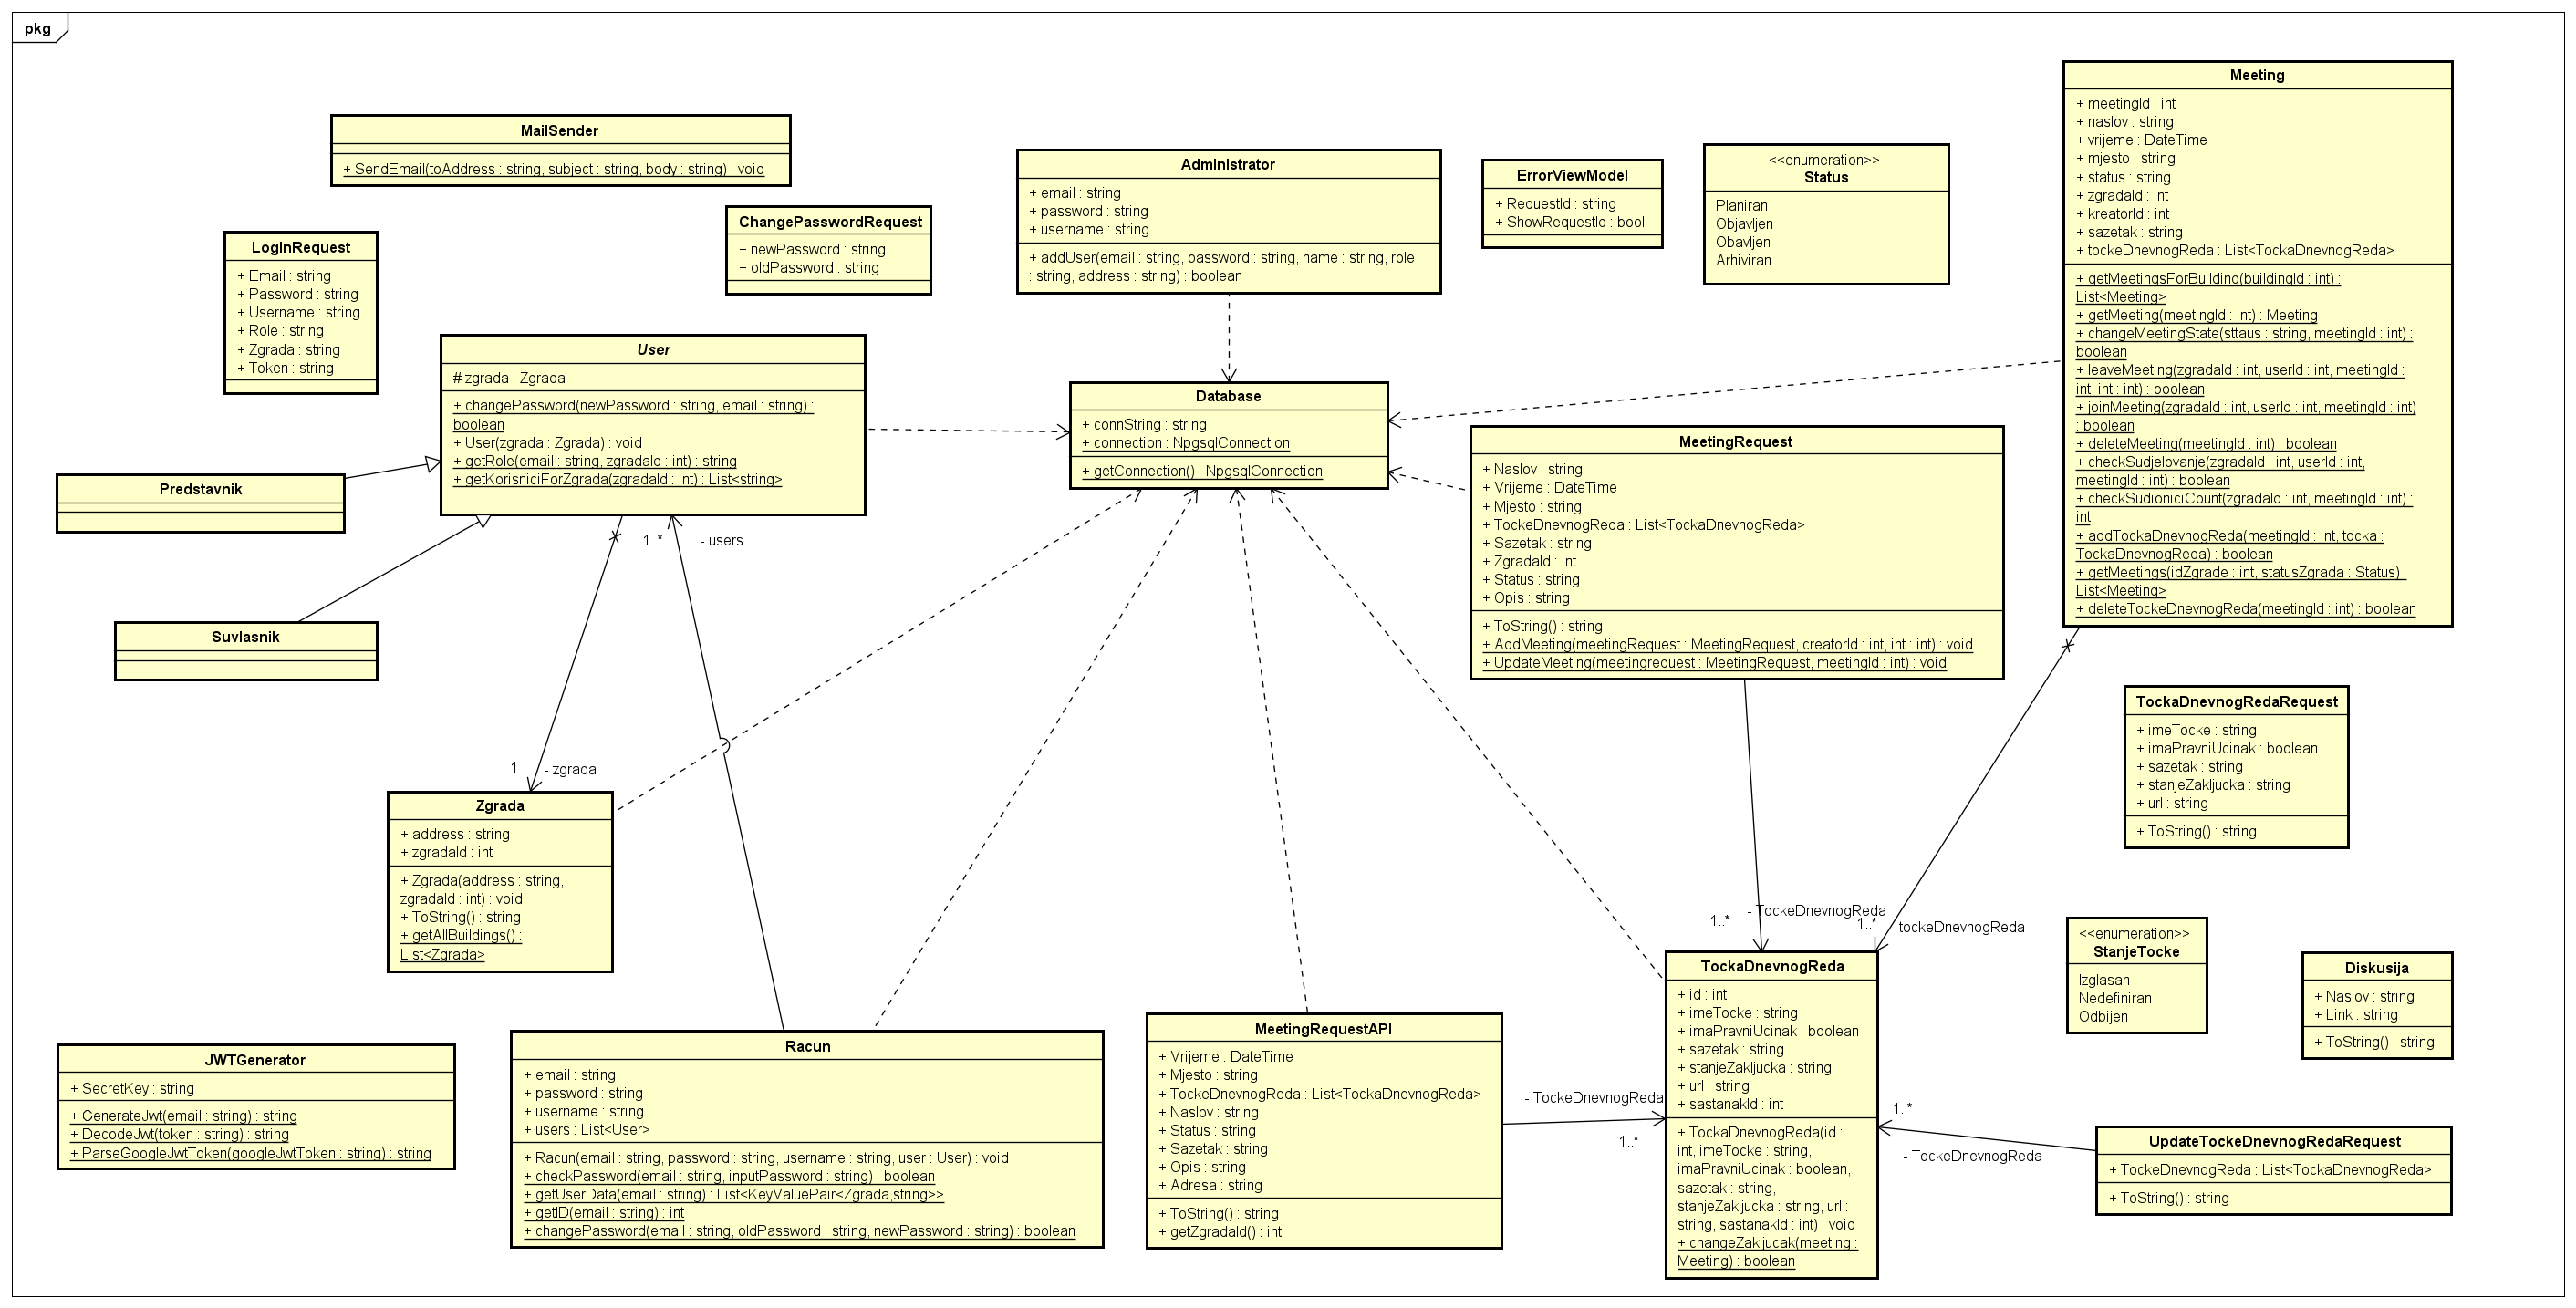 pkg
MailSender
+ SendEmail(toAddress : string, subject : string, body : string) : void
LoginRequest
+ Email : string
+ Password : string
+ Username : string
+ Role : string
+ Zgrada : string
+ Token : string
ChangePasswordRequest
+ newPassword : string
+ oldPassword : string
Administrator
+ email : string
+ password : string
+ username : string
+ addUser(email : string, password : string, name : string, role
: string, address : string) : boolean
ErrorViewModel
+ RequestId : string
+ ShowRequestId : bool
<<enumeration>>
Status
Planiran
Objavljen
Obavljen
Arhiviran
Meeting
+ meetingId : int
+ naslov : string
+ vrijeme : DateTime
+ mjesto : string
+ status : string
+ zgradaId : int
+ kreatorId : int
+ sazetak : string
+ tockeDnevnogReda : List<TockaDnevnogReda>
+ getMeetingsForBuilding(buildingId : int) :
List<Meeting>
+ getMeeting(meetingId : int) : Meeting
+ changeMeetingState(sttaus : string, meetingId : int) :
boolean
+ leaveMeeting(zgradaId : int, userId : int, meetingId :
int, int : int) : boolean
+ joinMeeting(zgradaId : int, userId : int, meetingId : int)
: boolean
+ deleteMeeting(meetingId : int) : boolean
+ checkSudjelovanje(zgradaId : int, userId : int,
meetingId : int) : boolean
+ checkSudioniciCount(zgradaId : int, meetingId : int) :
int
+ addTockaDnevnogReda(meetingId : int, tocka :
TockaDnevnogReda) : boolean
+ getMeetings(idZgrade : int, statusZgrada : Status) :
List<Meeting>
+ deleteTockeDnevnogReda(meetingId : int) : boolean
User
# zgrada : Zgrada
+ changePassword(newPassword : string, email : string) :
boolean
+ User(zgrada : Zgrada) : void
+ getRole(email : string, zgradaId : int) : string
+ getKorisniciForZgrada(zgradaId : int) : List<string>
Database
+ connString : string
+ connection : NpgsqlConnection
+ getConnection() : NpgsqlConnection
MeetingRequest
+ Naslov : string
+ Vrijeme : DateTime
+ Mjesto : string
+ TockeDnevnogReda : List<TockaDnevnogReda>
+ Sazetak : string
+ ZgradaId : int
+ Status : string
+ Opis : string
+ ToString() : string
+ AddMeeting(meetingRequest : MeetingRequest, creatorId : int, int : int) : void
+ UpdateMeeting(meetingrequest : MeetingRequest, meetingId : int) : void
Predstavnik
Suvlasnik
1..*
- users
1
- zgrada
Zgrada
+ address : string
+ zgradaId : int
+ Zgrada(address : string,
zgradaId : int) : void
+ ToString() : string
+ getAllBuildings() :
List<Zgrada>
TockaDnevnogRedaRequest
+ imeTocke : string
+ imaPravniUcinak : boolean
+ sazetak : string
+ stanjeZakljucka : string
+ url : string
+ ToString() : string
1..*
- TockeDnevnogReda
1..*
- tockeDnevnogReda
<<enumeration>>
StanjeTocke
Izglasan
Nedefiniran
Odbijen
Diskusija
+ Naslov : string
+ Link : string
+ ToString() : string
JWTGenerator
+ SecretKey : string
+ GenerateJwt(email : string) : string
+ DecodeJwt(token : string) : string
+ ParseGoogleJwtToken(googleJwtToken : string) : string
Racun
+ email : string
+ password : string
+ username : string
+ users : List<User>
+ Racun(email : string, password : string, username : string, user : User) : void
+ checkPassword(email : string, inputPassword : string) : boolean
+ getUserData(email : string) : List<KeyValuePair<Zgrada,string>>
+ getID(email : string) : int
+ changePassword(email : string, oldPassword : string, newPassword : string) : boolean
MeetingRequestAPI
+ Vrijeme : DateTime
+ Mjesto : string
+ TockeDnevnogReda : List<TockaDnevnogReda>
+ Naslov : string
+ Status : string
+ Sazetak : string
+ Opis : string
+ Adresa : string
+ ToString() : string
+ getZgradaId() : int
- TockeDnevnogReda
1..*
TockaDnevnogReda
+ id : int
+ imeTocke : string
+ imaPravniUcinak : boolean
+ sazetak : string
+ stanjeZakljucka : string
+ url : string
+ sastanakId : int
+ TockaDnevnogReda(id :
int, imeTocke : string,
imaPravniUcinak : boolean,
sazetak : string,
stanjeZakljucka : string, url :
string, sastanakId : int) : void
+ changeZakljucak(meeting :
Meeting) : boolean
1..*
- TockeDnevnogReda
UpdateTockeDnevnogRedaRequest
+ TockeDnevnogReda : List<TockaDnevnogReda>
+ ToString() : string